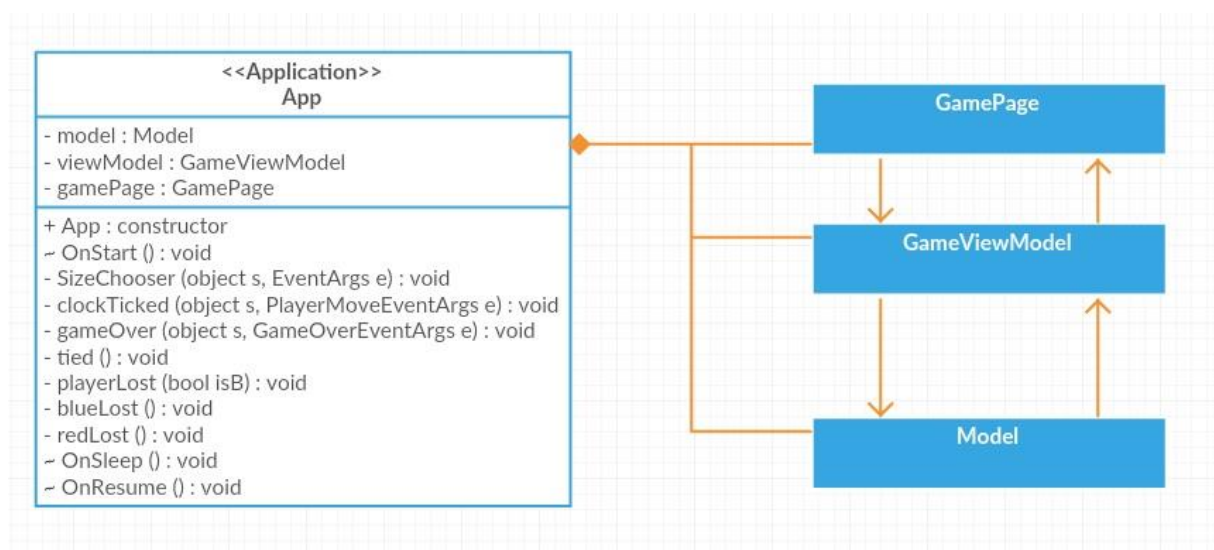 <<Application>>
App
- model : Model
- viewModel : GameViewModel
- gamePage : GamePage
+ App : constructor
~ OnStart () : void
- SizeChooser (object s, EventArgs e) : void
- clockTicked (object s, PlayerMoveEventArgs e) : void
- gameOver (object s, GameOverEventArgs e) : void
- tied () : void
- playerLost (bool isB) : void
- blueLost () : void
- redLost () : void
~ OnSleep () : void
~ OnResume () : void
GamePage
GameViewModel
Model